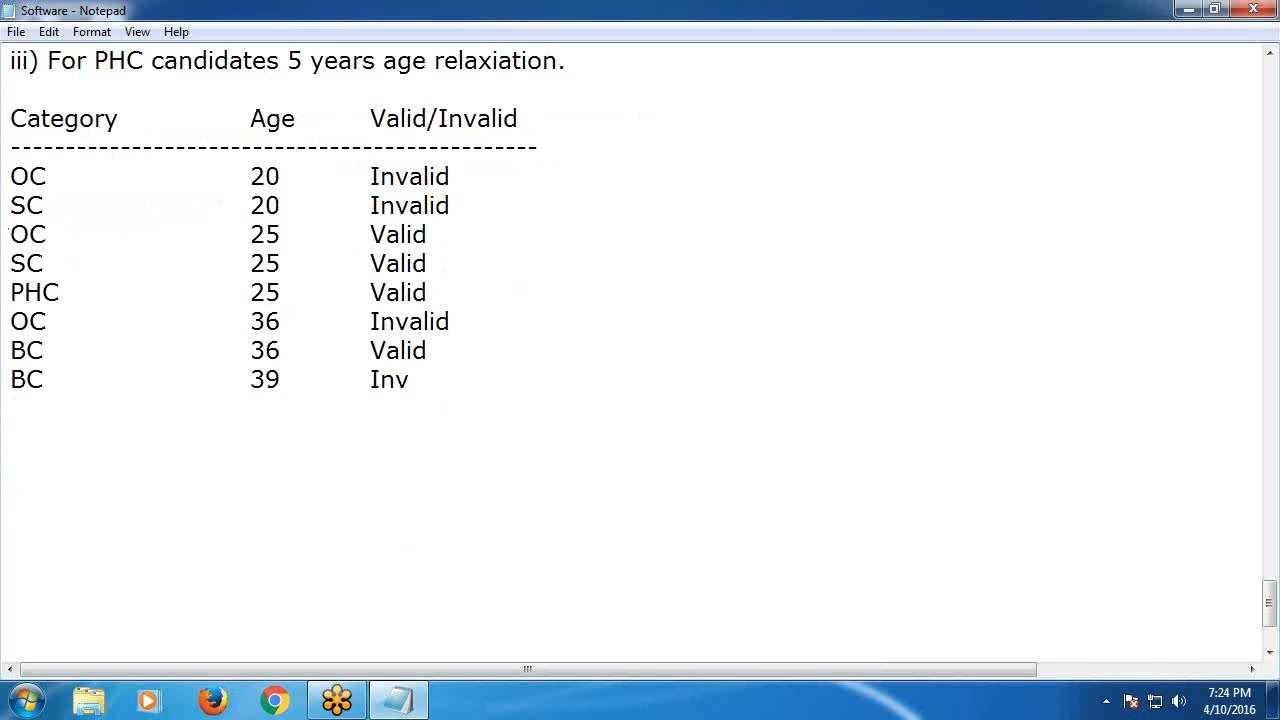 Software - Notepad
File Edit Format View Help
iii) For PHC candidates 5 years age relaxiation.
Category Age Valid/Invalid
------------------------------------------------
OC 20 Invalid
SC 20 Invalid
OC 25 Valid
SC 25 Valid
PHC 25 Valid
OC 36 Invalid
BC 36 Valid
BC 39 Inv
7:24 PM
4/10/2016